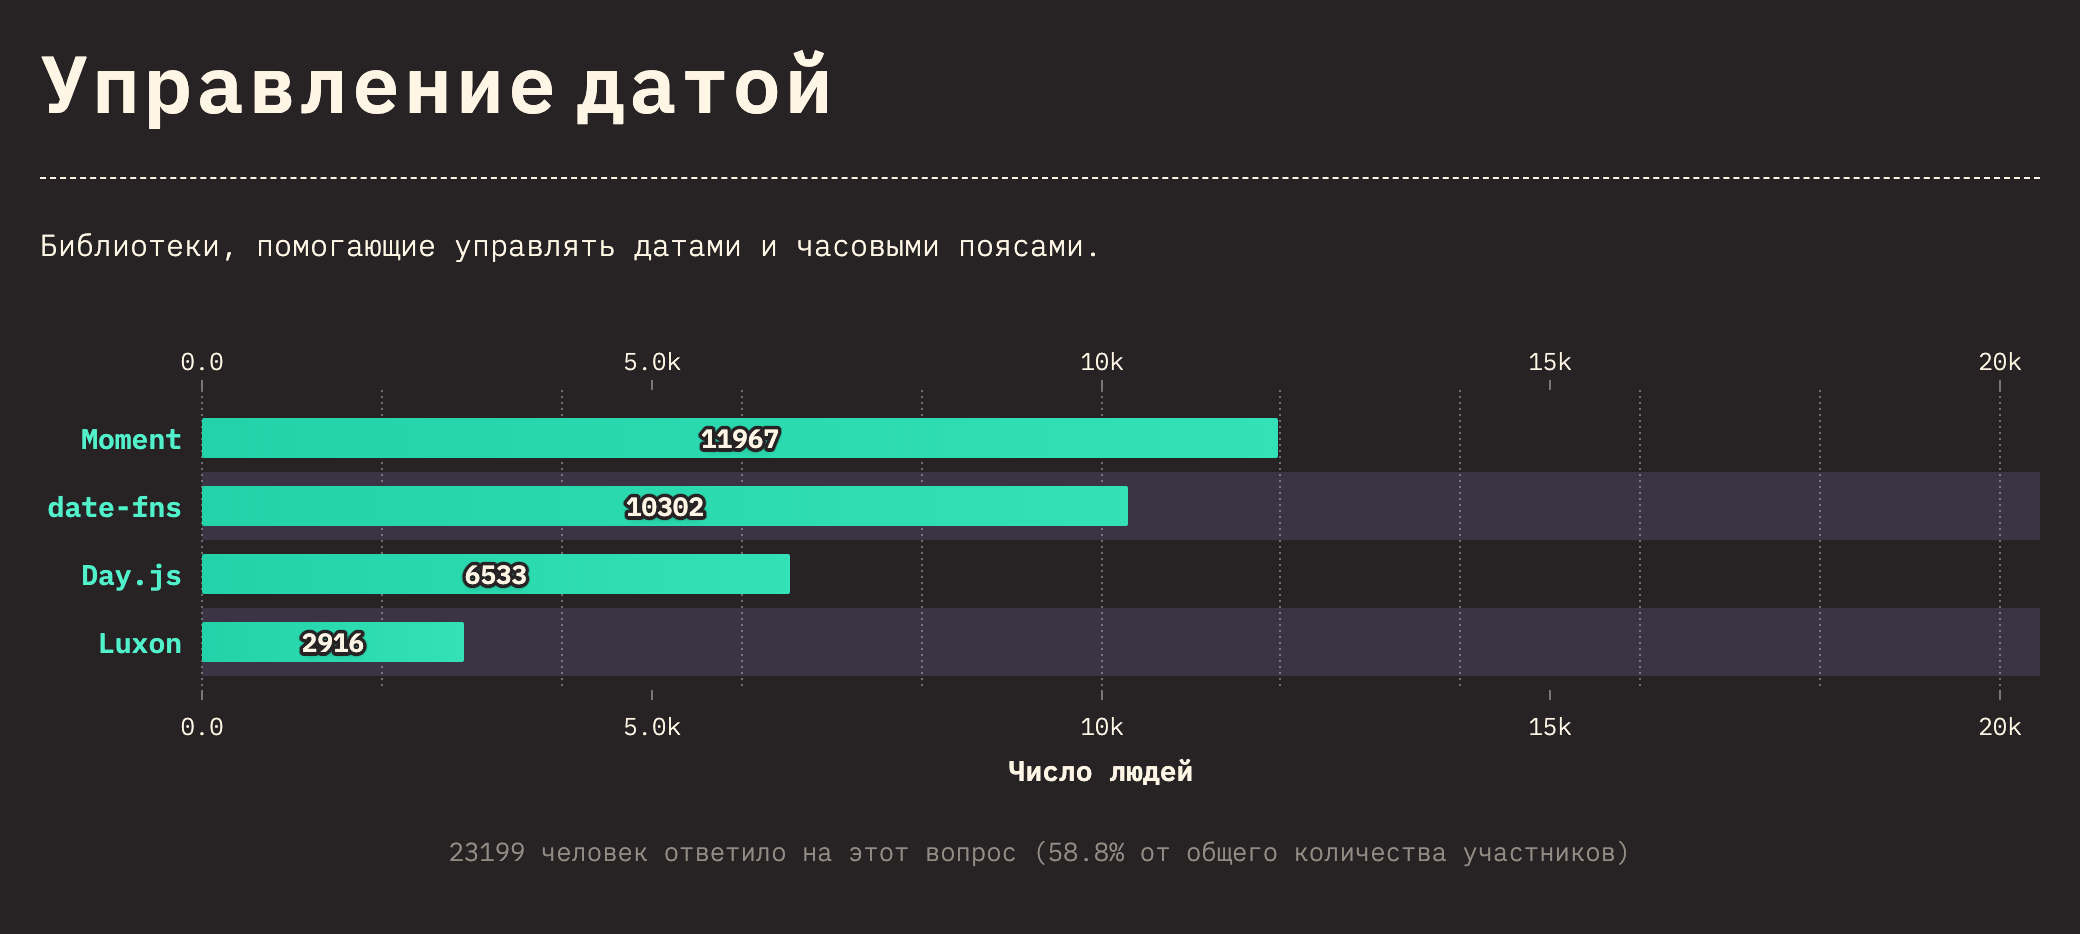 Управление датой
Библиотеки, помогающие управлять датами и часовыми поясами.
0.0 5.0k 10k 15k 20k
Moment 11967
date-fns 10302
Day.js 6533
Luxon 2916
0.0 5.0k 10k 15k 20k
Число людей
23199 человек ответило на этот вопрос (58.8% от общего количества участников)